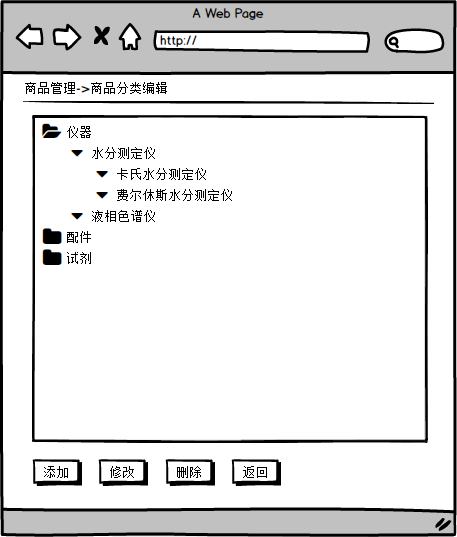 A Web Page
http://
商品管理->商品分类编辑
仪器
水分测定仪
卡氏水分测定仪
费尔休斯水分测定仪
液相色谱仪
配件
试剂
添加 修改 删除 返回